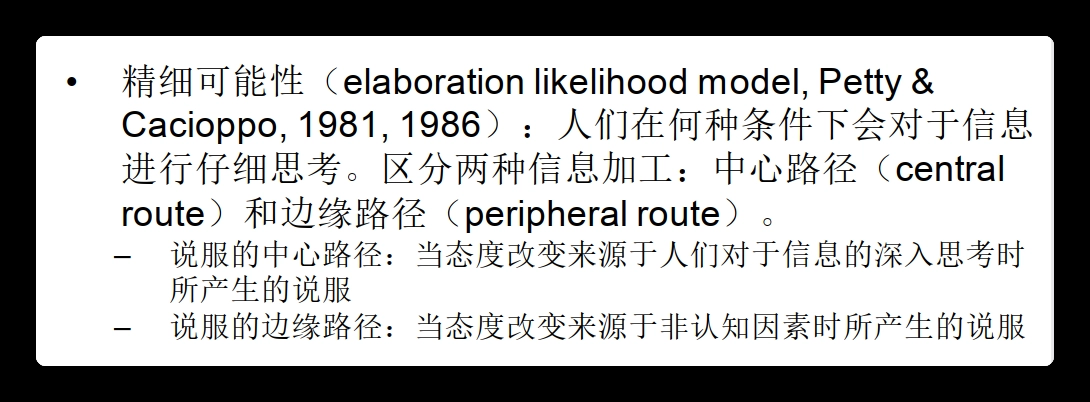 • 精细可能性（elaboration likelihood model, Petty &
Cacioppo, 1981, 1986）：人们在何种条件下会对于信息
进行仔细思考。区分两种信息加工：中心路径（central
route）和边缘路径（peripheral route）。
– 说服的中心路径：当态度改变来源于人们对于信息的深入思考时
所产生的说服
– 说服的边缘路径：当态度改变来源于非认知因素时所产生的说服